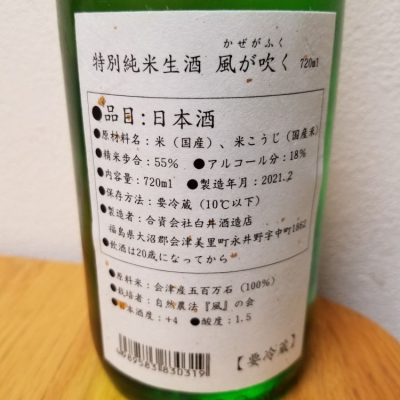 かぜがふく
特別純米生酒 風が吹く 720ml
●品目:日本酒
●原材料名:米(国産)、米こうじ(国産米)
●精米歩合:55% ●アルコール分:18%
●内容量:720ml ●製造年月:2021.2
●保存方法:要冷蔵(10℃以下)
●製造者:合資会社白井酒造店
福島県大沼郡会津美里町永井野字中町1862
●飲酒は20歳になってから
●原料米:会津産五百万石(100%)
●栽培者:自然農法『風』の会
●日本酒度:+4 ●酸度:1.5
【要冷蔵】